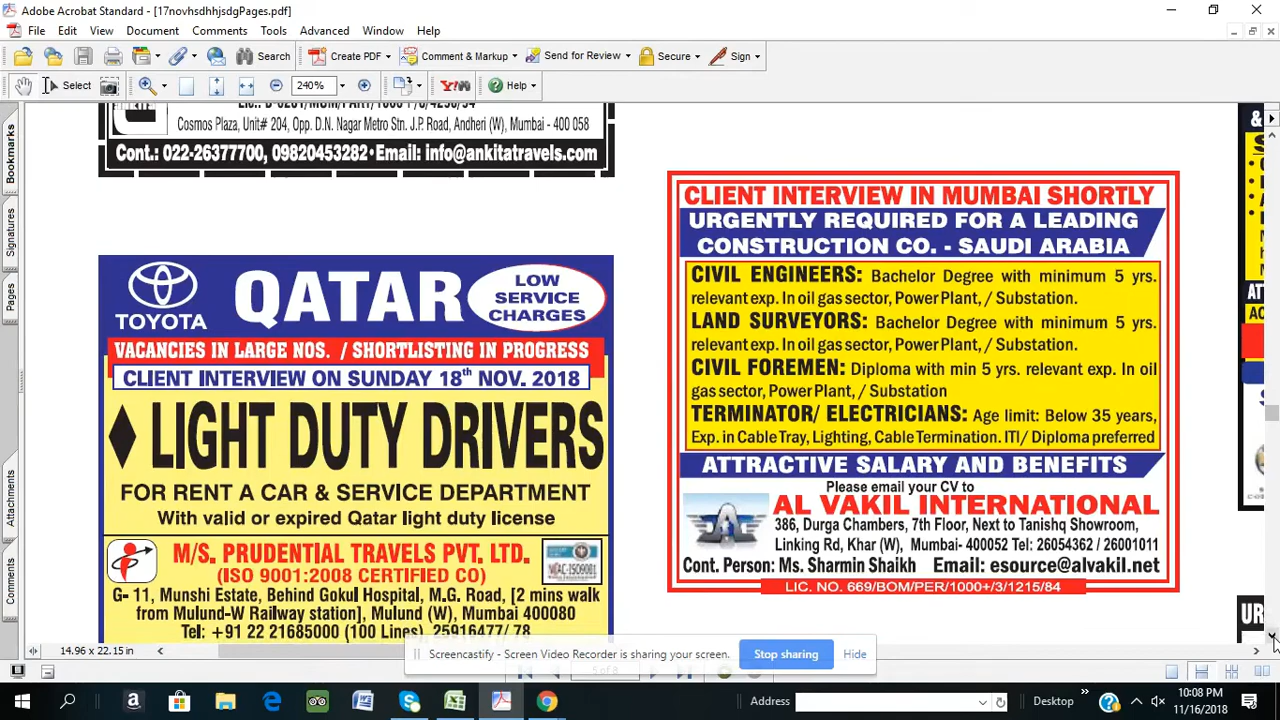 Adobe Acrobat Standard - [17novhsdhhjsdgPages.pdf]
File Edit View Document Comments Tools Advanced Window Help
Search Create PDF Comment & Markup Send for Review Secure Sign
Select 240% Y! Help
Bookmarks
Signatures
Pages
Attachments
Comments
Cosmos Plaza, Unit# 204, Opp. D.N. Nagar Metro Stn. J.P. Road, Andheri (W), Mumbai - 400 058
Cont.: 022-26377700, 09820453282 • Email: info@ankitatravels.com
TOYOTA
QATAR
LOW
SERVICE
CHARGES
VACANCIES IN LARGE NOS. / SHORTLISTING IN PROGRESS
CLIENT INTERVIEW ON SUNDAY 18th NOV. 2018
♦ LIGHT DUTY DRIVERS
FOR RENT A CAR & SERVICE DEPARTMENT
With valid or expired Qatar light duty license
M/S. PRUDENTIAL TRAVELS PVT. LTD.
(ISO 9001:2008 CERTIFIED CO)
G- 11, Munshi Estate, Behind Gokul Hospital, M.G. Road, [2 mins walk
from Mulund-W Railway station], Mulund (W), Mumbai 400080
Tel: +91 22 21685000 (100 Lines), 25916477/ 78
CLIENT INTERVIEW IN MUMBAI SHORTLY
URGENTLY REQUIRED FOR A LEADING
CONSTRUCTION CO. - SAUDI ARABIA
CIVIL ENGINEERS: Bachelor Degree with minimum 5 yrs.
relevant exp. In oil gas sector, Power Plant, / Substation.
LAND SURVEYORS: Bachelor Degree with minimum 5 yrs.
relevant exp. In oil gas sector, Power Plant, / Substation.
CIVIL FOREMEN: Diploma with min 5 yrs. relevant exp. In oil
gas sector, Power Plant, / Substation
TERMINATOR/ ELECTRICIANS: Age limit: Below 35 years,
Exp. in Cable Tray, Lighting, Cable Termination. ITI/ Diploma preferred
ATTRACTIVE SALARY AND BENEFITS
Please email your CV to
AL VAKIL INTERNATIONAL
386, Durga Chambers, 7th Floor, Next to Tanishq Showroom,
Linking Rd, Khar (W), Mumbai- 400052 Tel: 26054362 / 26001011
Cont. Person: Ms. Sharmin Shaikh Email: esource@alvakil.net
LIC. NO. 669/BOM/PER/1000+/3/1215/84
UR
14.96 x 22.15 in
Screencastify - Screen Video Recorder is sharing your screen. Stop sharing Hide
5 of 8
Address Desktop
10:08 PM
11/16/2018